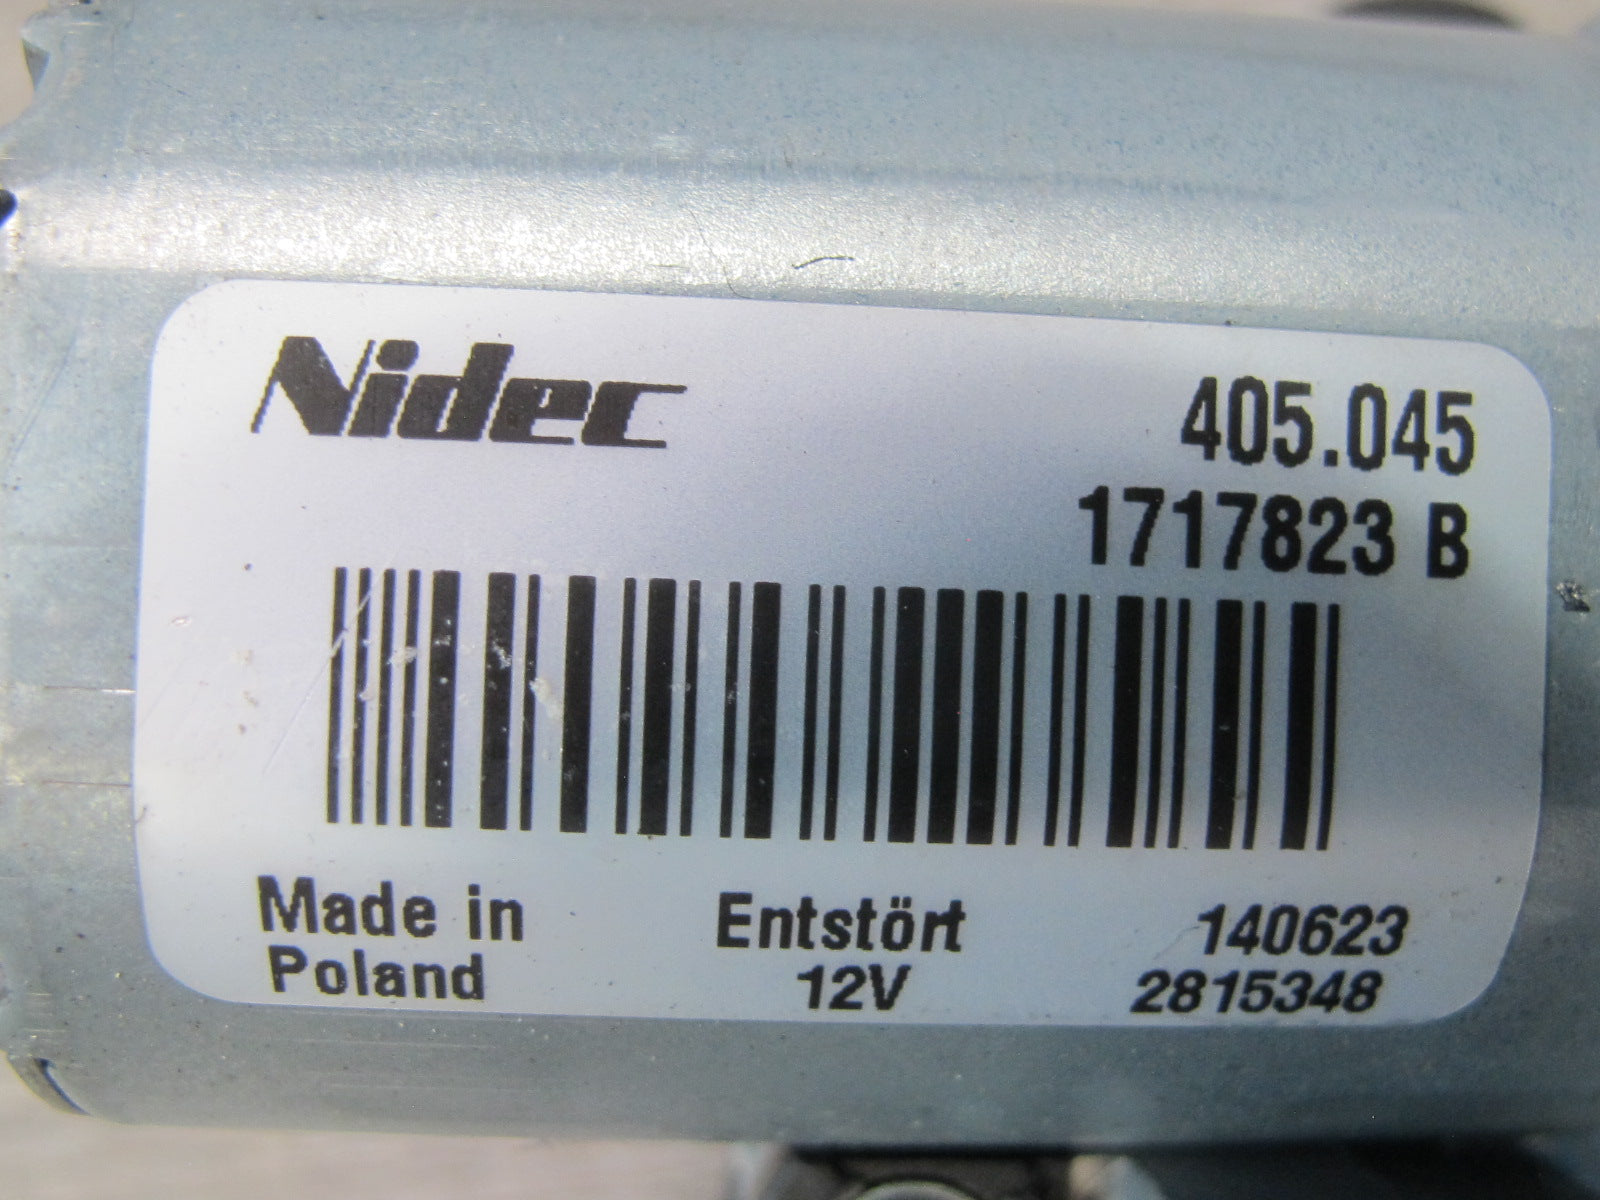 Nidec
405.045
1717823 B
Made in
Poland
Entstört
12V
140623
2815348